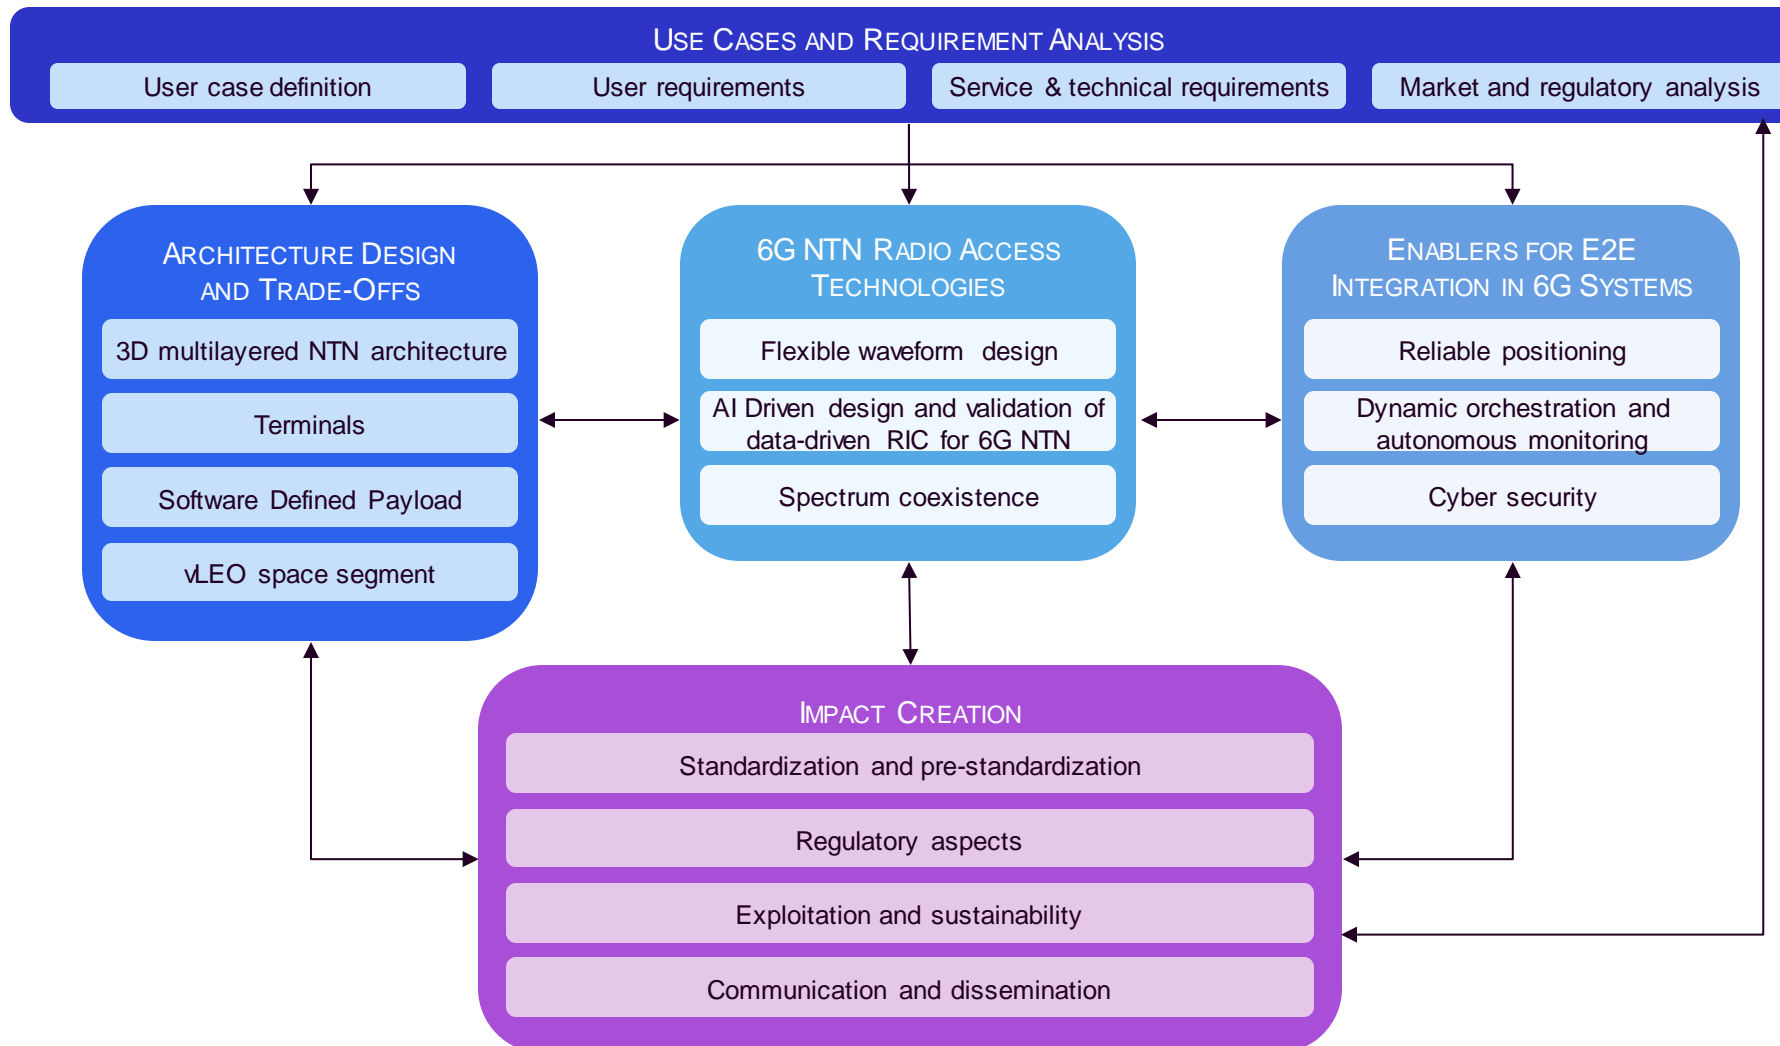 USE CASES AND REQUIREMENT ANALYSIS
User case definition
User requirements
Service & technical requirements
Market and regulatory analysis
ARCHITECTURE DESIGN
AND TRADE-OFFS
3D multilayered NTN architecture
Terminals
Software Defined Payload
vLEO space segment
6G NTN RADIO ACCESS
TECHNOLOGIES
Flexible waveform design
AI Driven design and validation of
data-driven RIC for 6G NTN
Spectrum coexistence
ENABLERS FOR E2E
INTEGRATION IN 6G SYSTEMS
Reliable positioning
Dynamic orchestration and
autonomous monitoring
Cyber security
IMPACT CREATION
Standardization and pre-standardization
Regulatory aspects
Exploitation and sustainability
Communication and dissemination